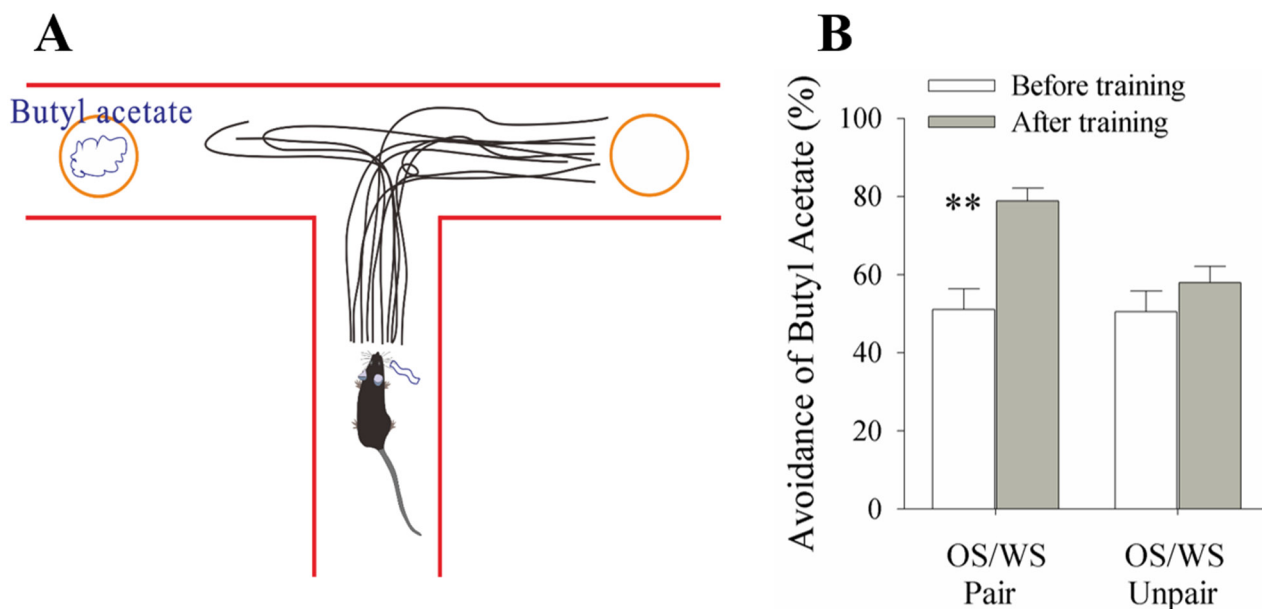 A
Butyl acetate
B
Before training
After training
Avoidance of Butyl Acetate (%)
100
80
60
40
20
0
**
OS/WS
Pair
OS/WS
Unpair